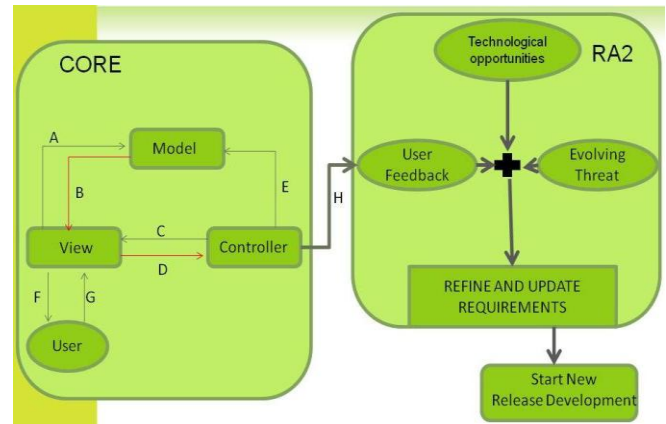 CORE
A
Model
B
E
C
View
Controller
D
F
G
User
H
Technological
opportunities
RA2
User
Feedback
Evolving
Threat
REFINE AND UPDATE
REQUIREMENTS
Start New
Release Development